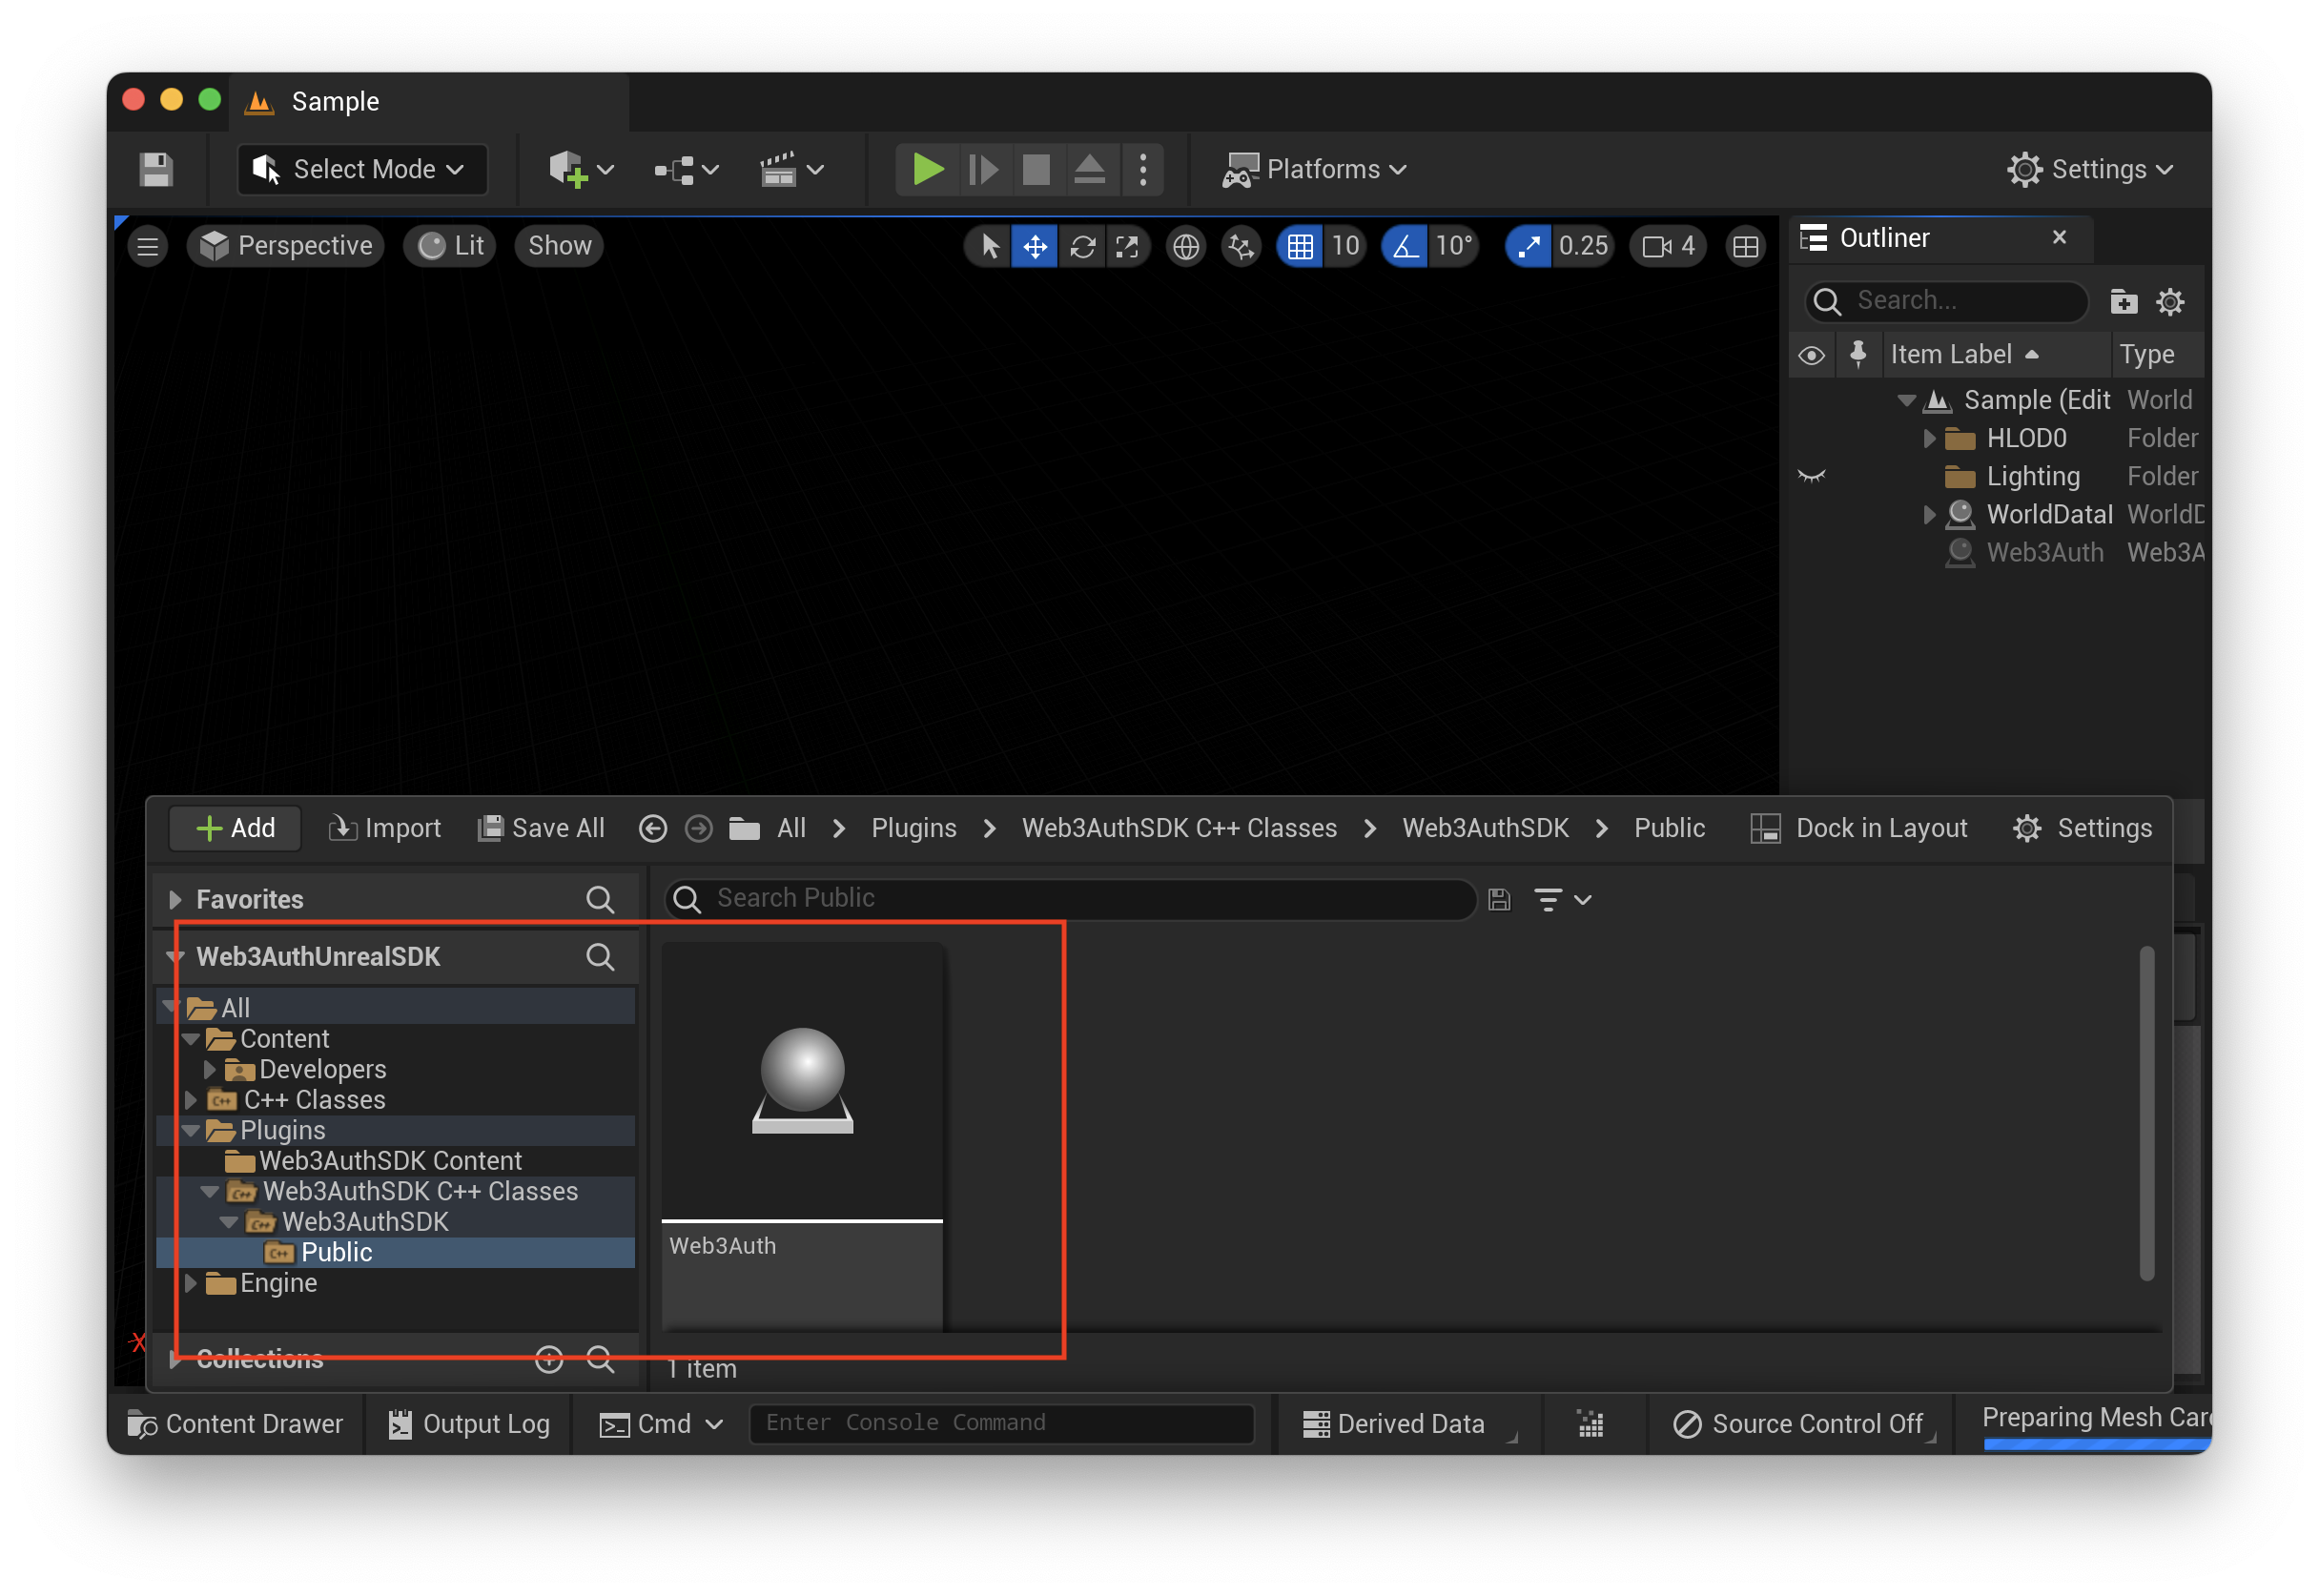 Sample
Select Mode
Platforms
Settings
Perspective
Lit
Show
10
10°
0.25
4
Outliner
Search...
Item Label
Type
Sample (Edit World
HLOD0 Folder
Lighting Folder
WorldDataI WorldD
Web3Auth Web3A
Add
Import
Save All
All > Plugins > Web3AuthSDK C++ Classes > Web3AuthSDK > Public
Dock in Layout
Settings
Favorites
Search Public
Web3AuthUnrealSDK
All
Content
Developers
C++ Classes
Plugins
Web3AuthSDK Content
Web3AuthSDK C++ Classes
Web3AuthSDK
Public
Engine
Web3Auth
Collections
1 item
X
Content Drawer
Output Log
Cmd
Enter Console Command
Derived Data
Source Control Off
Preparing Mesh Car